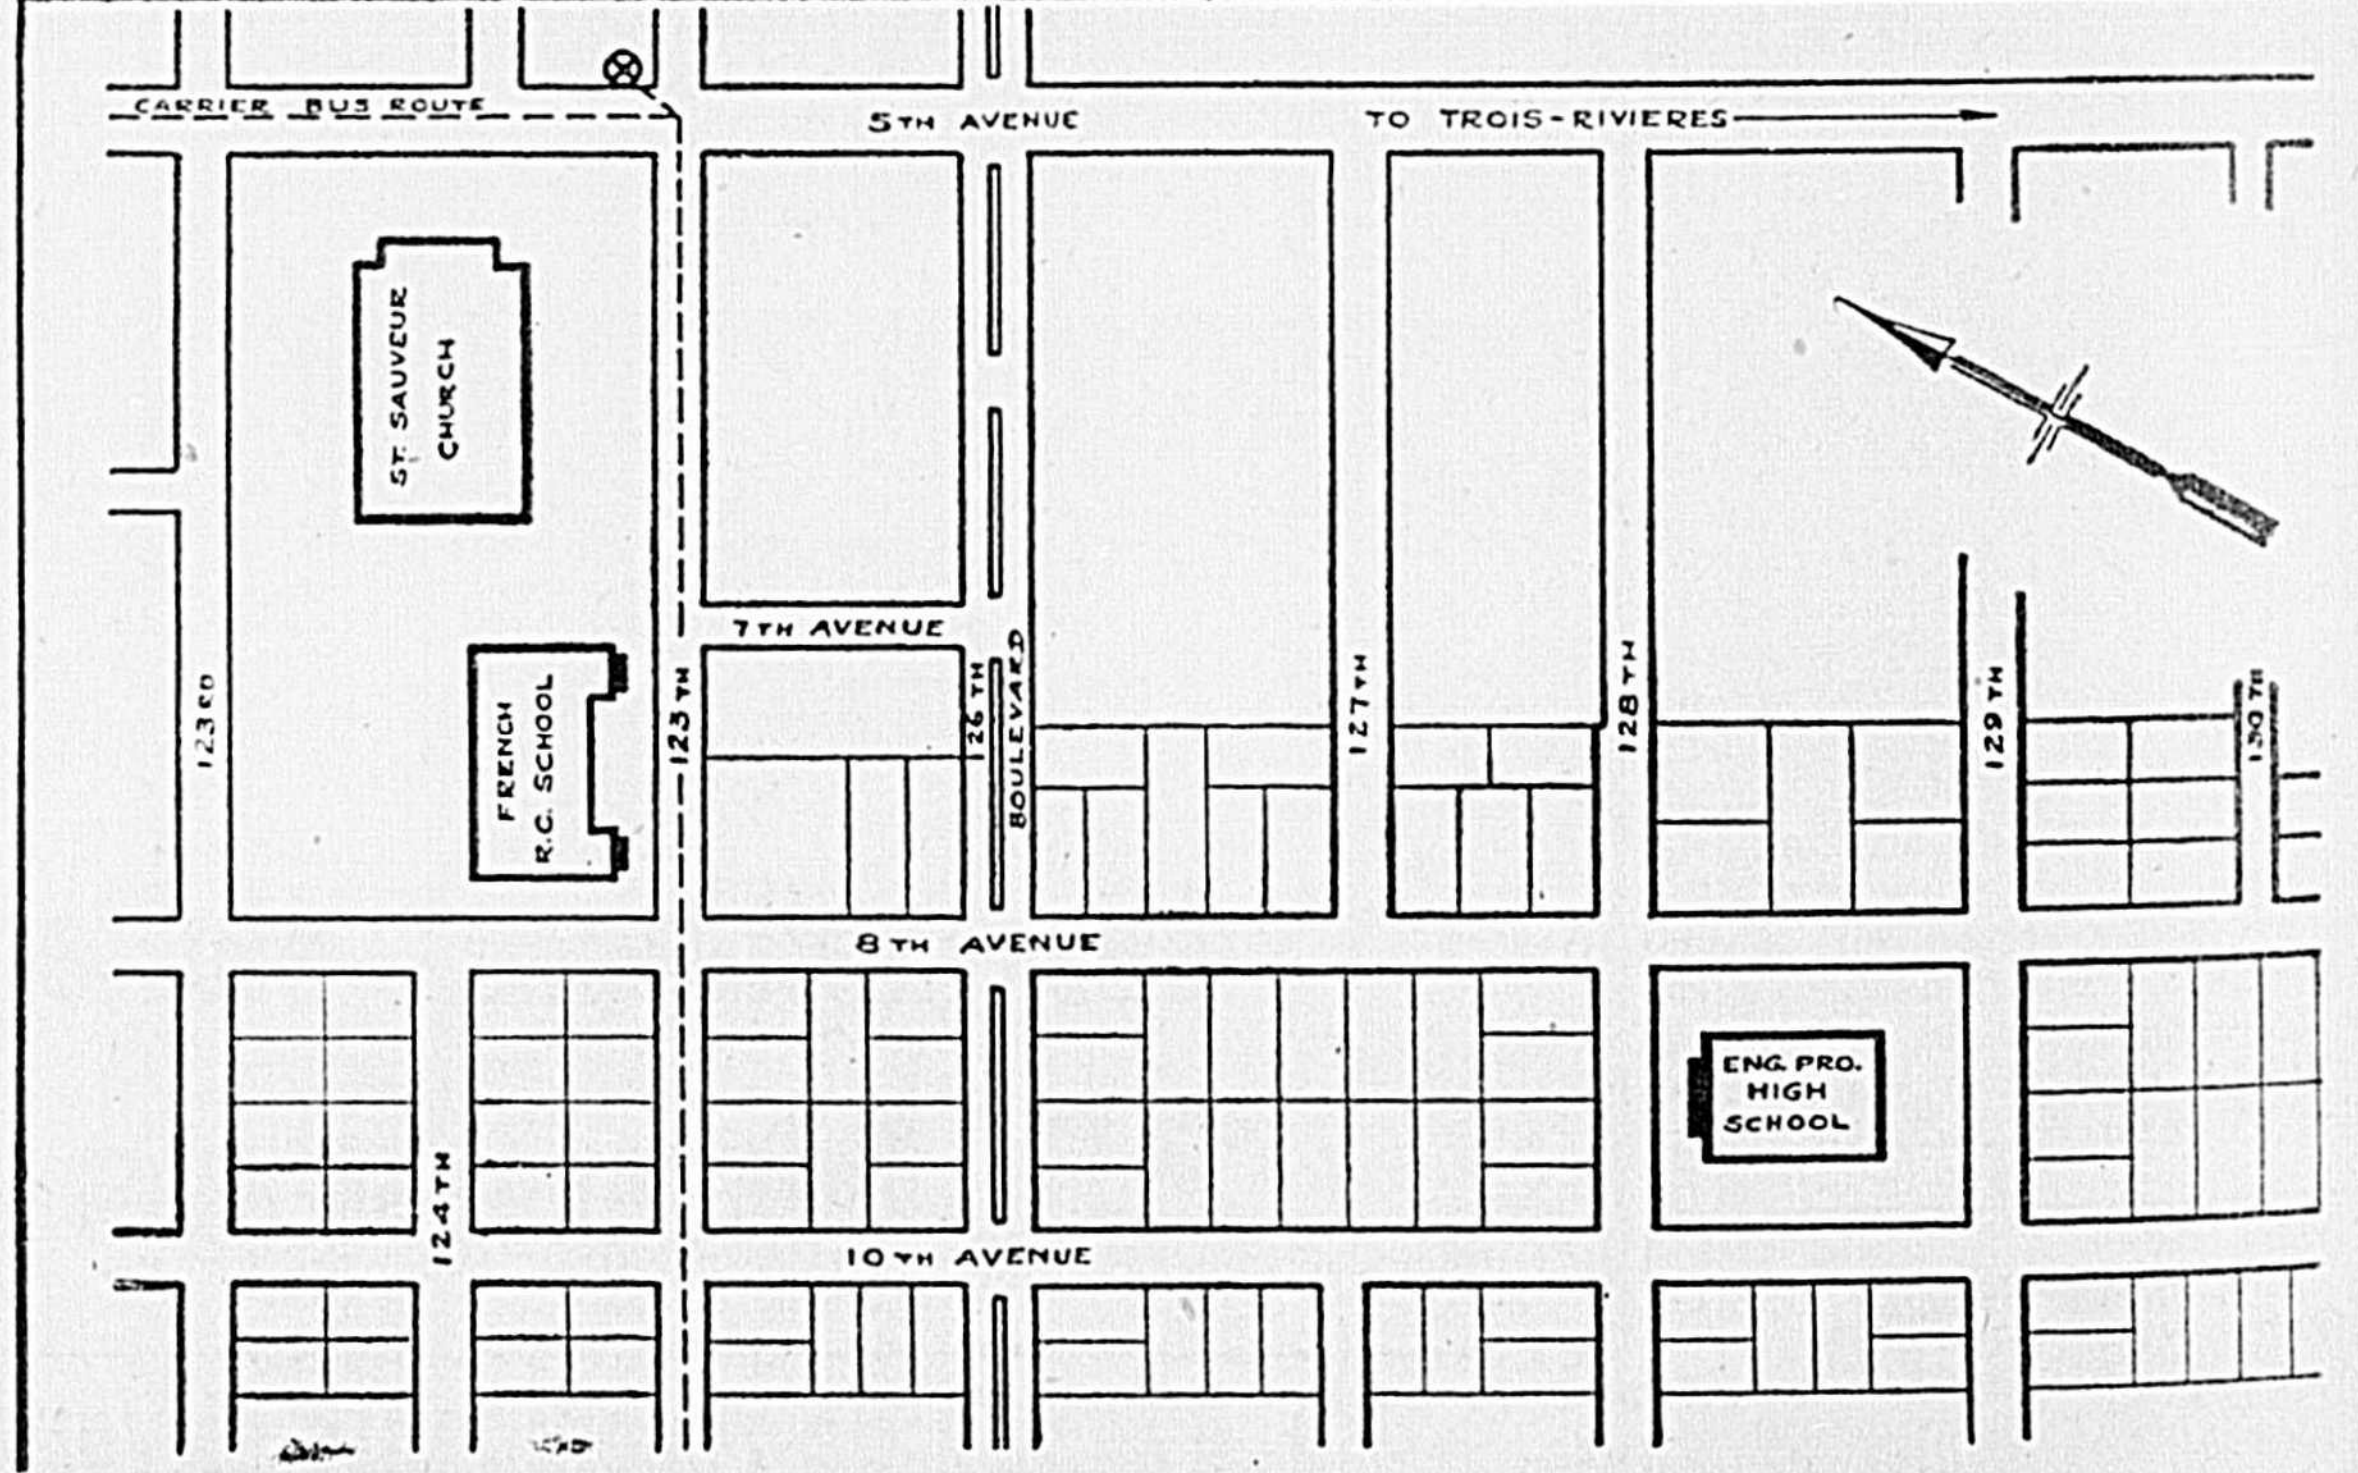 CARRIER BUS ROUTE
5TH AVENUE
TO TROIS-RIVIERES
ST. SAUVEUR
CHURCH
7TH AVENUE
FRENCH
R.C. SCHOOL
123RD
123TH
126TH
BOULEVARD
127TH
128TH
129TH
130TH
8TH AVENUE
ENG. PRO.
HIGH
SCHOOL
124TH
10TH AVENUE